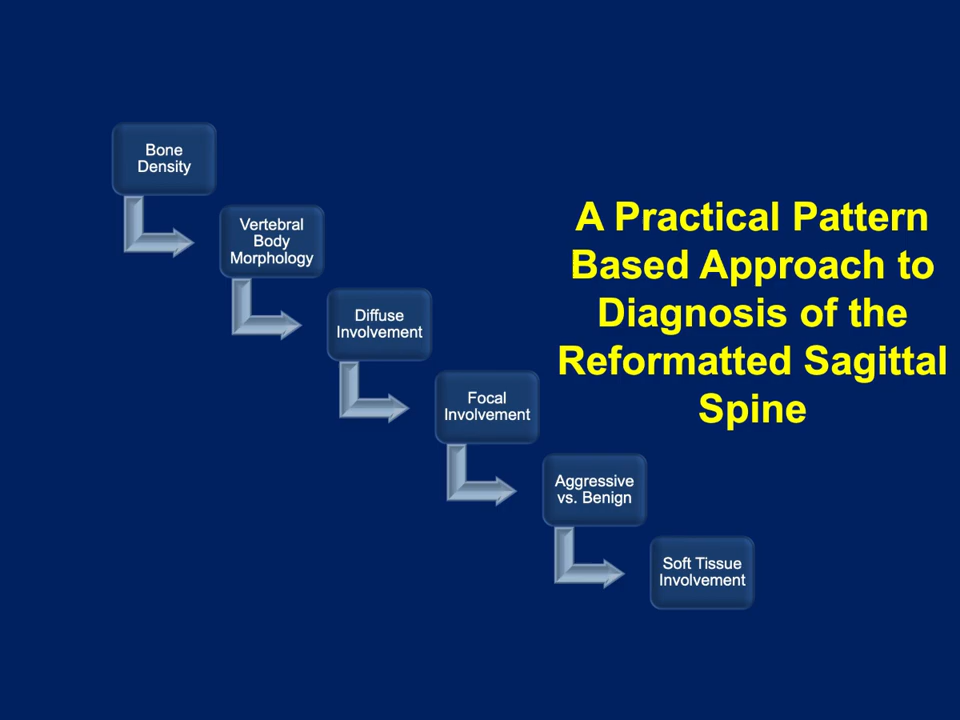 Bone
Density
Vertebral
Body
Morphology
Diffuse
Involvement
Focal
Involvement
Aggressive
vs. Benign
Soft Tissue
Involvement
A Practical Pattern
Based Approach to
Diagnosis of the
Reformatted Sagittal
Spine